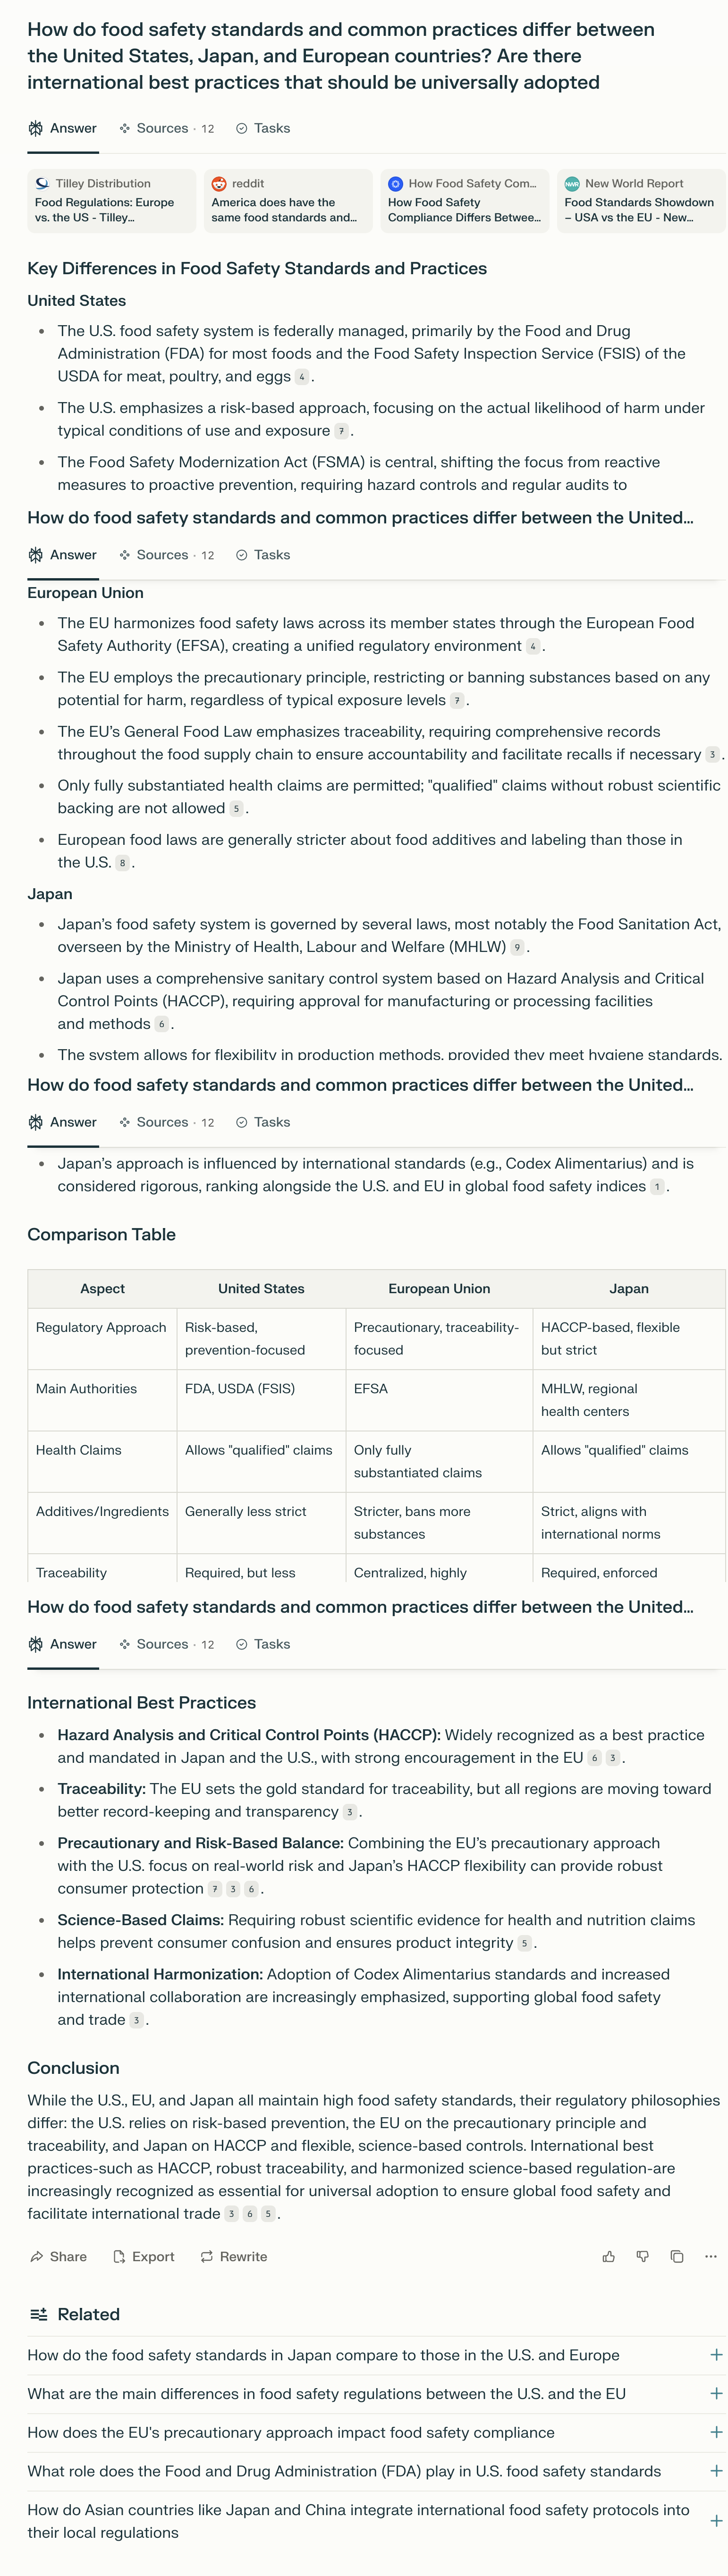 How do food safety standards and common practices differ between
the United States, Japan, and European countries? Are there
international best practices that should be universally adopted
Answer
Sources · 12
Tasks
Tilley Distribution
Food Regulations: Europe
vs. the US - Tilley...
reddit
America does have the
same food standards and...
How Food Safety Com...
How Food Safety
Compliance Differs Betwee...
New World Report
Food Standards Showdown
– USA vs the EU - New...
Key Differences in Food Safety Standards and Practices
United States
• The U.S. food safety system is federally managed, primarily by the Food and Drug
Administration (FDA) for most foods and the Food Safety Inspection Service (FSIS) of the
USDA for meat, poultry, and eggs 4 .
• The U.S. emphasizes a risk-based approach, focusing on the actual likelihood of harm under
typical conditions of use and exposure 7 .
• The Food Safety Modernization Act (FSMA) is central, shifting the focus from reactive
measures to proactive prevention, requiring hazard controls and regular audits to
How do food safety standards and common practices differ between the United...
Answer
Sources · 12
Tasks
European Union
• The EU harmonizes food safety laws across its member states through the European Food
Safety Authority (EFSA), creating a unified regulatory environment 4 .
• The EU employs the precautionary principle, restricting or banning substances based on any
potential for harm, regardless of typical exposure levels 7 .
• The EU's General Food Law emphasizes traceability, requiring comprehensive records
throughout the food supply chain to ensure accountability and facilitate recalls if necessary 3 .
• Only fully substantiated health claims are permitted; "qualified" claims without robust scientific
backing are not allowed 5 .
• European food laws are generally stricter about food additives and labeling than those in
the U.S. 8 .
Japan
• Japan's food safety system is governed by several laws, most notably the Food Sanitation Act,
overseen by the Ministry of Health, Labour and Welfare (MHLW) 9 .
• Japan uses a comprehensive sanitary control system based on Hazard Analysis and Critical
Control Points (HACCP), requiring approval for manufacturing or processing facilities
and methods 6 .
• The system allows for flexibility in production methods, provided they meet hygiene standards,
How do food safety standards and common practices differ between the United...
Answer
Sources · 12
Tasks
• Japan's approach is influenced by international standards (e.g., Codex Alimentarius) and is
considered rigorous, ranking alongside the U.S. and EU in global food safety indices 1 .
Comparison Table
Aspect
United States
European Union
Japan
Regulatory Approach
Risk-based,
prevention-focused
Precautionary, traceability-
focused
HACCP-based, flexible
but strict
Main Authorities
FDA, USDA (FSIS)
EFSA
MHLW, regional
health centers
Health Claims
Allows "qualified" claims
Only fully
substantiated claims
Allows "qualified" claims
Additives/Ingredients
Generally less strict
Stricter, bans more
substances
Strict, aligns with
international norms
Traceability
Required, but less
Centralized, highly
Required, enforced
How do food safety standards and common practices differ between the United...
Answer
Sources · 12
Tasks
International Best Practices
• Hazard Analysis and Critical Control Points (HACCP): Widely recognized as a best practice
and mandated in Japan and the U.S., with strong encouragement in the EU 6 3 .
• Traceability: The EU sets the gold standard for traceability, but all regions are moving toward
better record-keeping and transparency 3 .
• Precautionary and Risk-Based Balance: Combining the EU's precautionary approach
with the U.S. focus on real-world risk and Japan's HACCP flexibility can provide robust
consumer protection 7 3 6 .
• Science-Based Claims: Requiring robust scientific evidence for health and nutrition claims
helps prevent consumer confusion and ensures product integrity 5 .
• International Harmonization: Adoption of Codex Alimentarius standards and increased
international collaboration are increasingly emphasized, supporting global food safety
and trade 3 .
Conclusion
While the U.S., EU, and Japan all maintain high food safety standards, their regulatory philosophies
differ: the U.S. relies on risk-based prevention, the EU on the precautionary principle and
traceability, and Japan on HACCP and flexible, science-based controls. International best
practices-such as HACCP, robust traceability, and harmonized science-based regulation-are
increasingly recognized as essential for universal adoption to ensure global food safety and
facilitate international trade 3 6 5 .
Share
Export
Rewrite
Related
How do the food safety standards in Japan compare to those in the U.S. and Europe
What are the main differences in food safety regulations between the U.S. and the EU
How does the EU's precautionary approach impact food safety compliance
What role does the Food and Drug Administration (FDA) play in U.S. food safety standards
How do Asian countries like Japan and China integrate international food safety protocols into
their local regulations